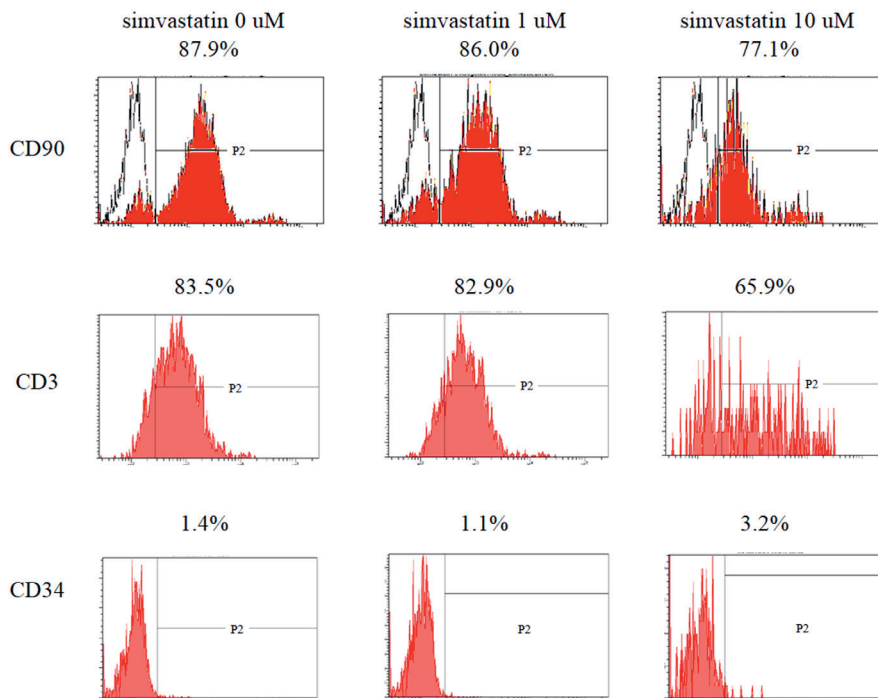 simvastatin 0 uM simvastatin 1 uM simvastatin 10 uM
87.9% 86.0% 77.1%
CD90 P2 P2 P2
83.5% 82.9% 65.9%
CD3 P2 P2 P2
1.4% 1.1% 3.2%
CD34 P2 P2 P2